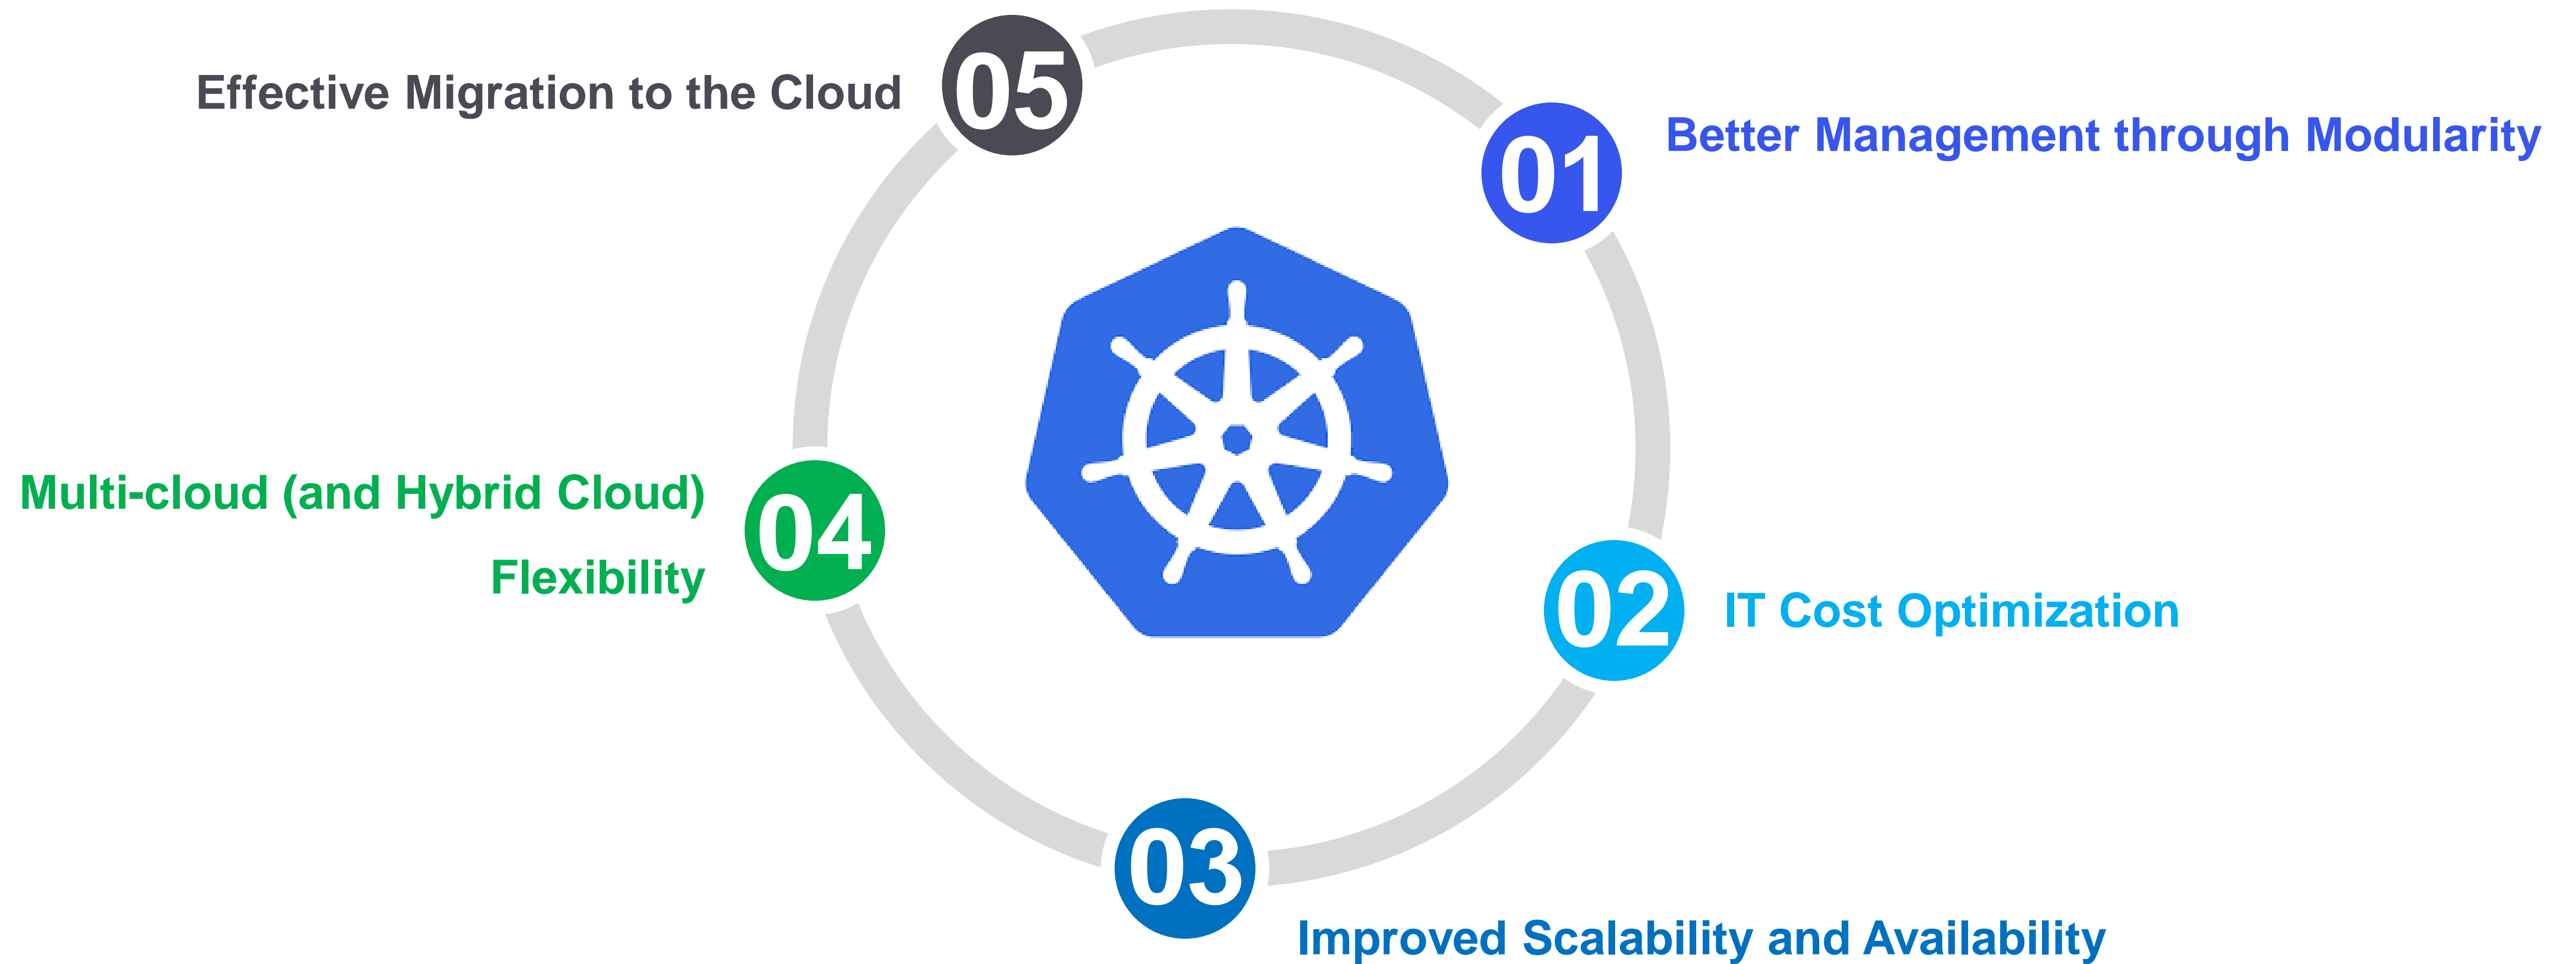 05
Effective Migration to the Cloud
01
Better Management through Modularity
04
Multi-cloud (and Hybrid Cloud)
Flexibility
02
IT Cost Optimization
03
Improved Scalability and Availability